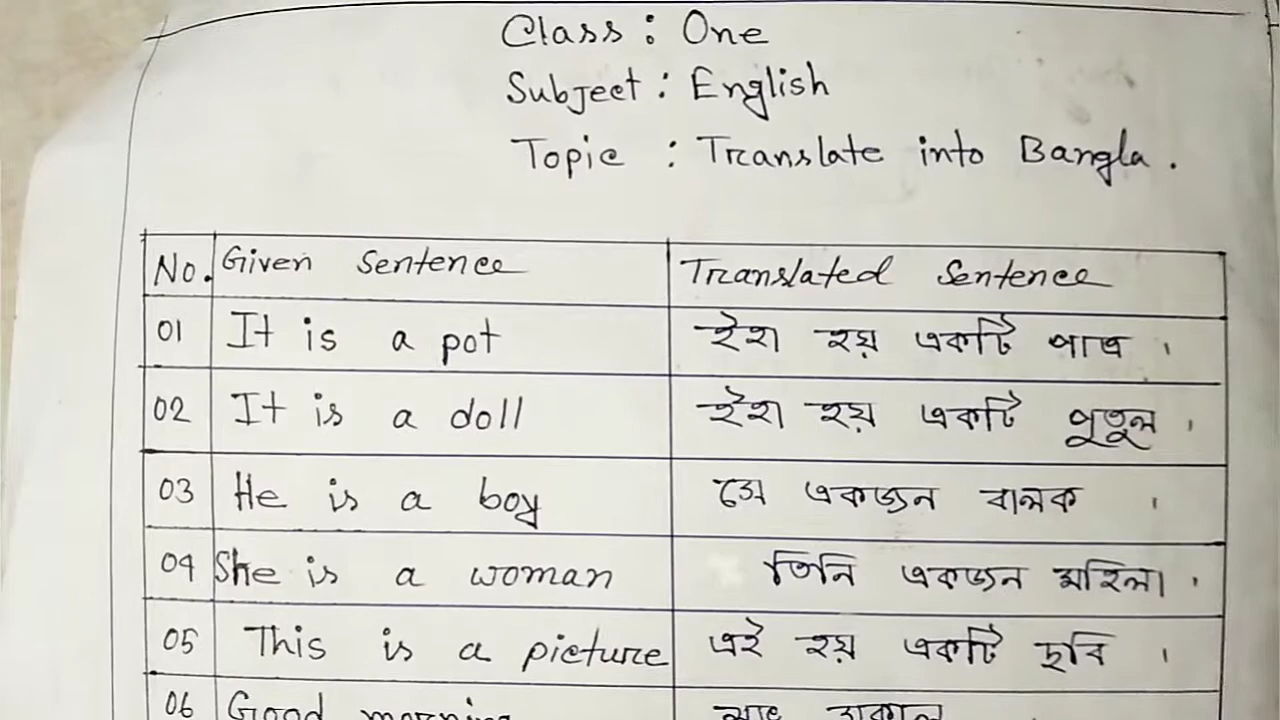 Class : One
Subject : English
Topic : Translate into Bangla .
No. Given Sentence Translated Sentence
01 It is a pot ইহা হয় একটি পাত্র ।
02 It is a doll ইহা হয় একটি পুতুল ।
03 He is a boy সে একজন বালক ।
04 She is a woman তিনি একজন মহিলা ।
05 This is a picture এই হয় একটি ছবি ।
06 Good morning